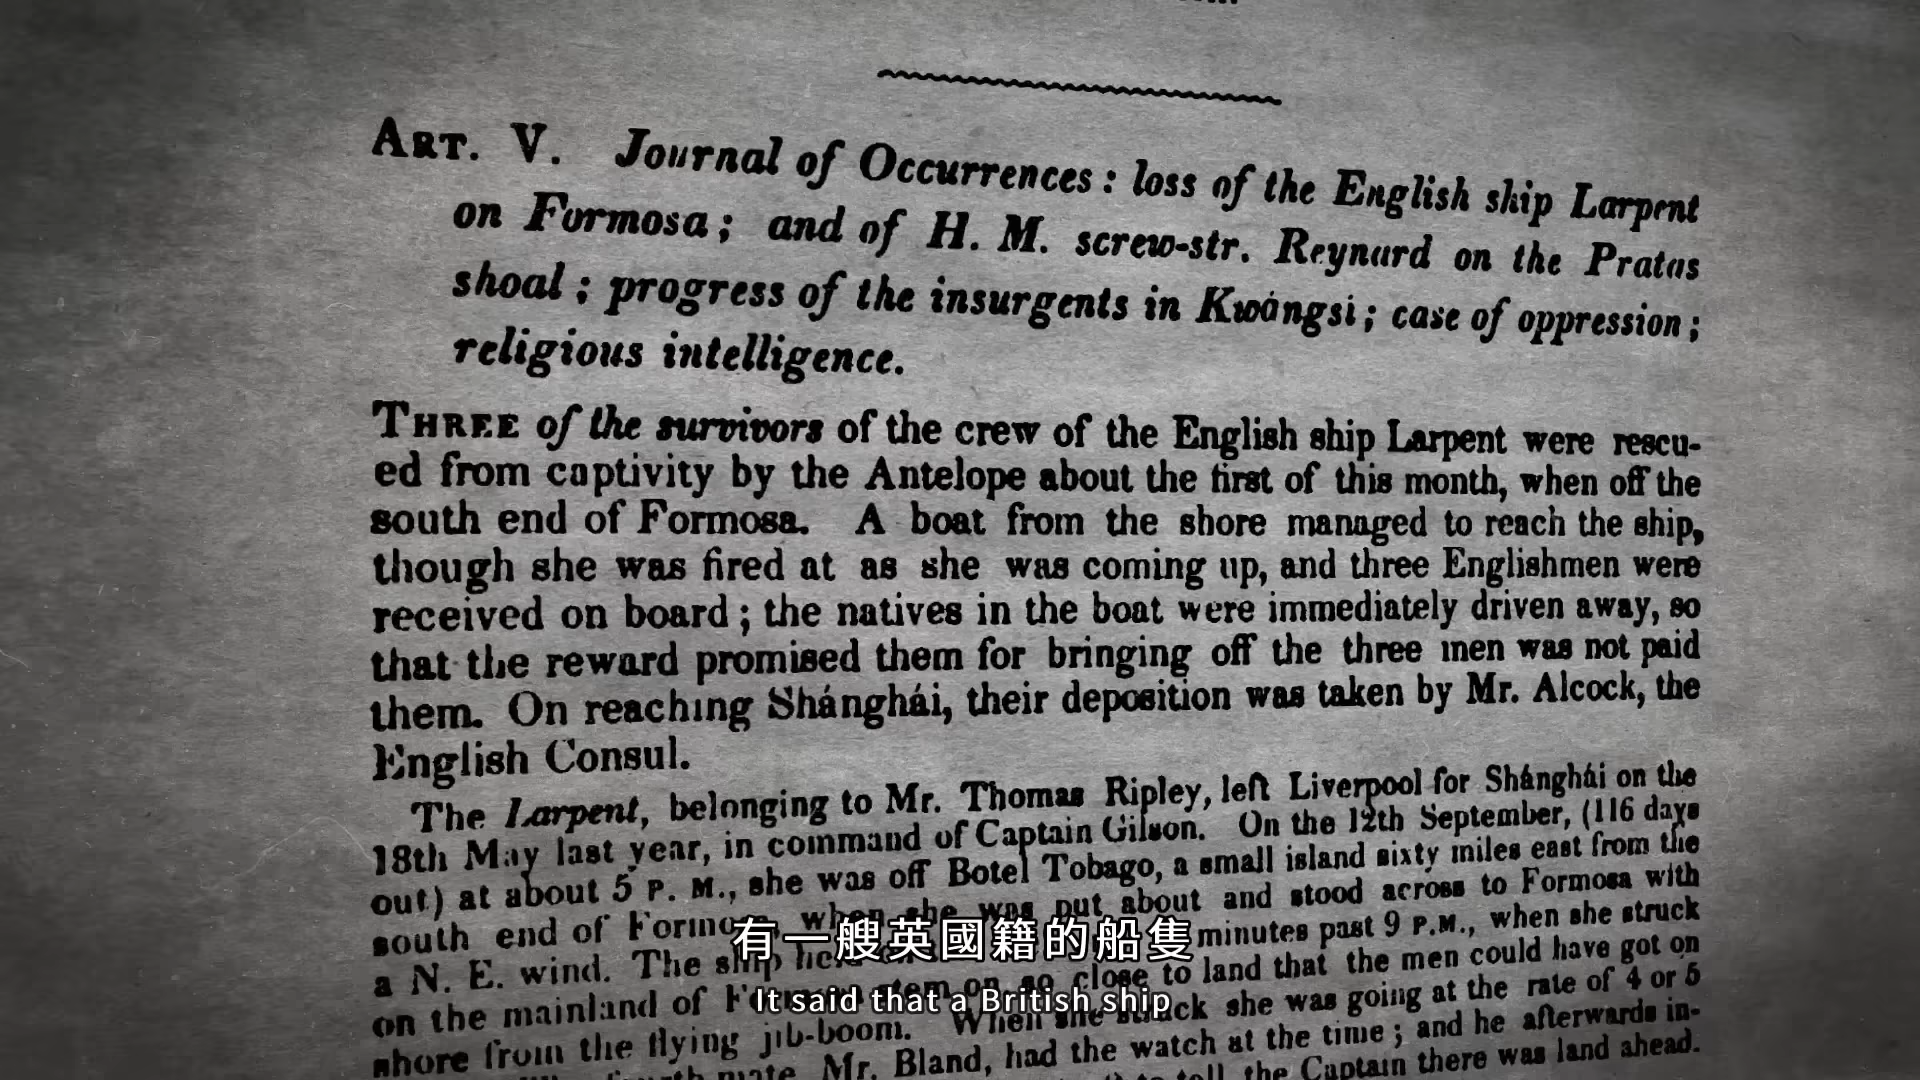 ART. V. Journal of Occurrences: loss of the English ship Larpent
on Formosa; and of H. M. screw-str. Reynard on the Pratas
shoal; progress of the insurgents in Kwángsí; case of oppression;
religious intelligence.
THREE of the survivors of the crew of the English ship Larpent were rescu-
ed from captivity by the Antelope about the first of this month, when off the
south end of Formosa. A boat from the shore managed to reach the ship,
though she was fired at as she was coming up, and three Englishmen were
received on board; the natives in the boat were immediately driven away, so
that the reward promised them for bringing off the three men was not paid
them. On reaching Shánghái, their deposition was taken by Mr. Alcock, the
English Consul.
The Larpent, belonging to Mr. Thomas Ripley, left Liverpool for Shánghái on the
18th May last year, in command of Captain Gilson. On the 12th September, (116 days
out) at about 5 P. M., she was off Botel Tobago, a small island sixty miles east from the
south end of Formosa, when she was put about and stood across to Formosa with
a N. E. wind. The ship minutes past 9 P.M., when she struck
on the mainland of stem on, so close to land that the men could have got on
shore from the flying jib-boom. When she struck she was going at the rate of 4 or 5
mate, Mr. Bland, had the watch at the time; and he afterwards in-
to tell the Captain there was land ahead.
有一艘英國籍的船隻
It said that a British ship